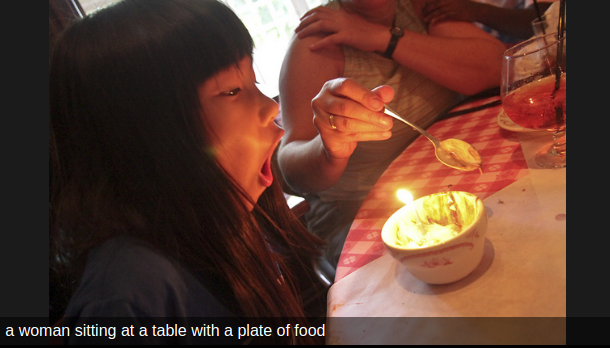 a woman sitting at a table with a plate of food